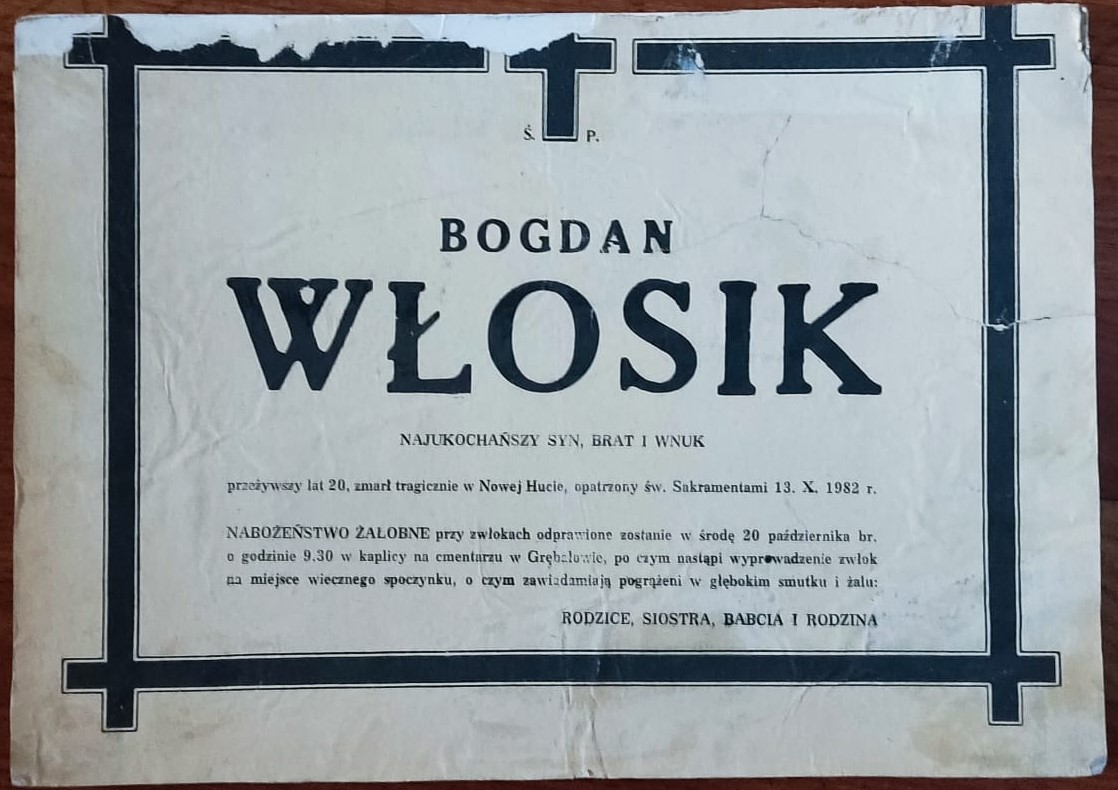 Ś. P.
BOGDAN
WŁOSIK
NAJUKOCHAŃSZY SYN, BRAT I WNUK
przeżywszy lat 20, zmarł tragicznie w Nowej Hucie, opatrzony św. Sakramentami 13. X. 1982 r.
NABOŻEŃSTWO ŻAŁOBNE przy zwłokach odprawione zostanie w środę 20 października br.
o godzinie 9.30 w kaplicy na cmentarzu w Grębałowie, po czym nastąpi wyprowadzenie zwłok
na miejsce wiecznego spoczynku, o czym zawiadamiają pogrążeni w głębokim smutku i żalu:
RODZICE, SIOSTRA, BABCIA I RODZINA